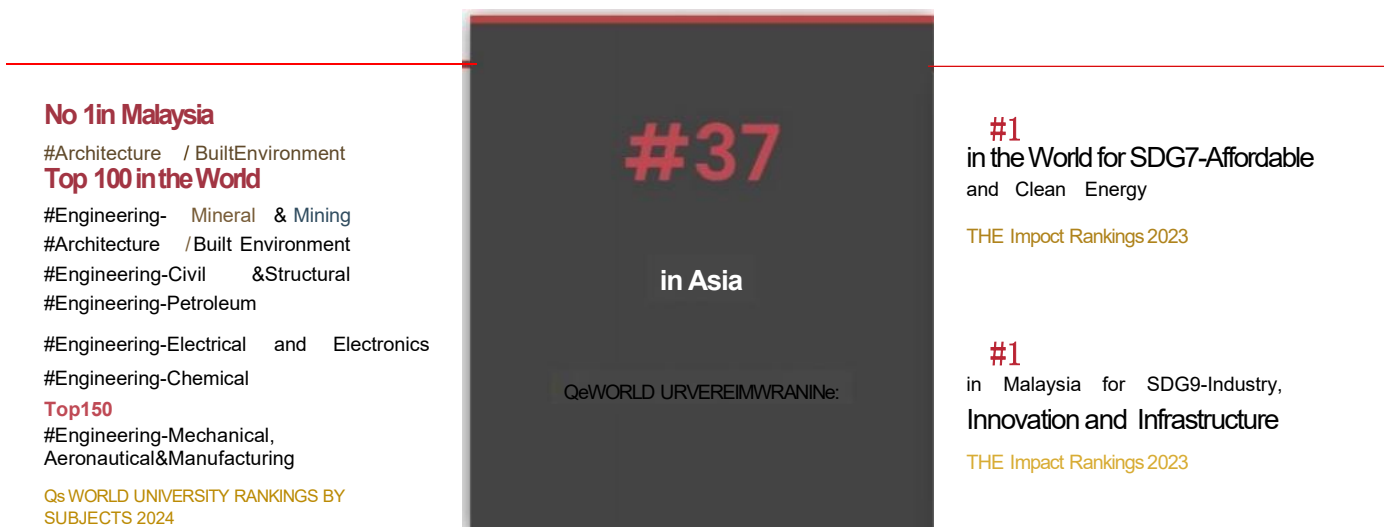 No 1in Malaysia
#Architecture / BuiltEnvironment
Top 100 in the World
#Engineering- Mineral & Mining
#Architecture / Built Environment
#Engineering-Civil &Structural
#Engineering-Petroleum
#Engineering-Electrical and Electronics
#Engineering-Chemical
Top150
#Engineering-Mechanical,
Aeronautical&Manufacturing
Qs WORLD UNIVERSITY RANKINGS BY
SUBJECTS 2024
#37
in Asia
QeWORLD URVEREIMWRANINe:
#1
in the World for SDG7-Affordable
and Clean Energy
THE Impoct Rankings 2023
#1
in Malaysia for SDG9-Industry,
Innovation and Infrastructure
THE Impact Rankings 2023